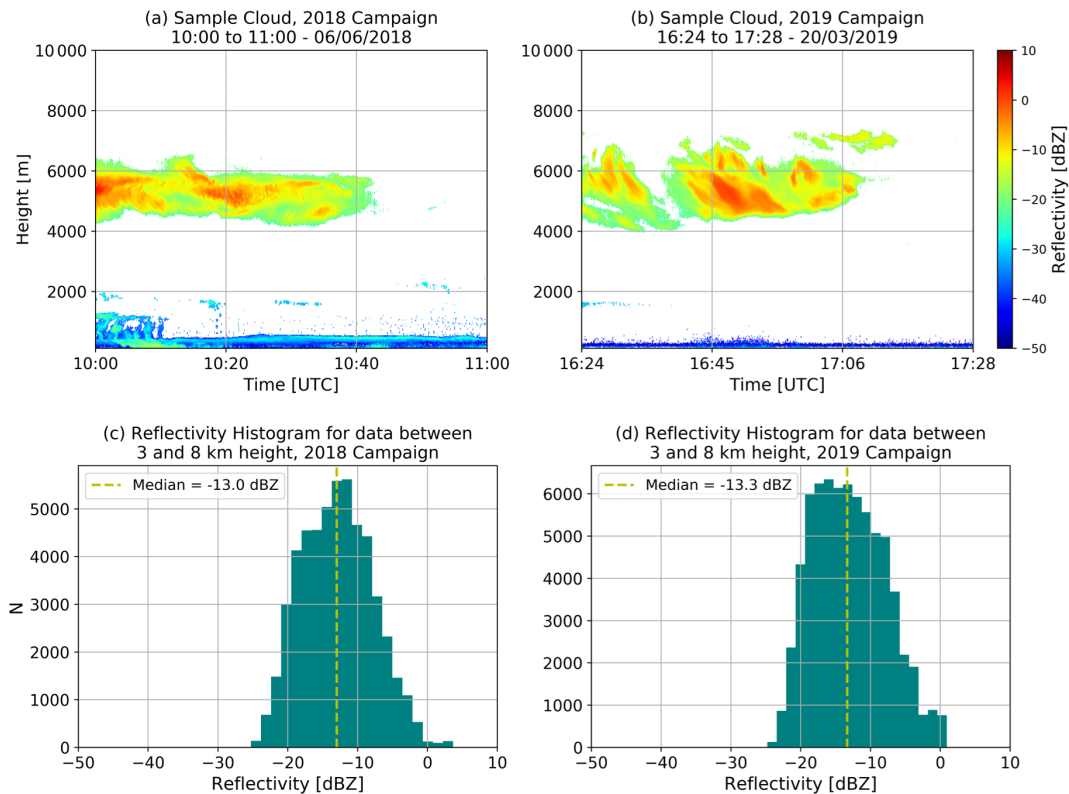 (a) Sample Cloud, 2018 Campaign
10:00 to 11:00 - 06/06/2018
(b) Sample Cloud, 2019 Campaign
16:24 to 17:28 - 20/03/2019
10 000
8000
6000
4000
2000
Height [m]
10:00 10:20 10:40 11:00
Time [UTC]
10 000
8000
6000
4000
2000
16:24 16:45 17:06 17:28
Time [UTC]
10
0
−10
−20
−30
−40
−50
Reflectivity [dBZ]
(c) Reflectivity Histogram for data between
3 and 8 km height, 2018 Campaign
Median = -13.0 dBZ
5000
4000
3000
2000
1000
0
N
−50 −40 −30 −20 −10 0 10
Reflectivity [dBZ]
(d) Reflectivity Histogram for data between
3 and 8 km height, 2019 Campaign
Median = -13.3 dBZ
6000
5000
4000
3000
2000
1000
0
−50 −40 −30 −20 −10 0 10
Reflectivity [dBZ]